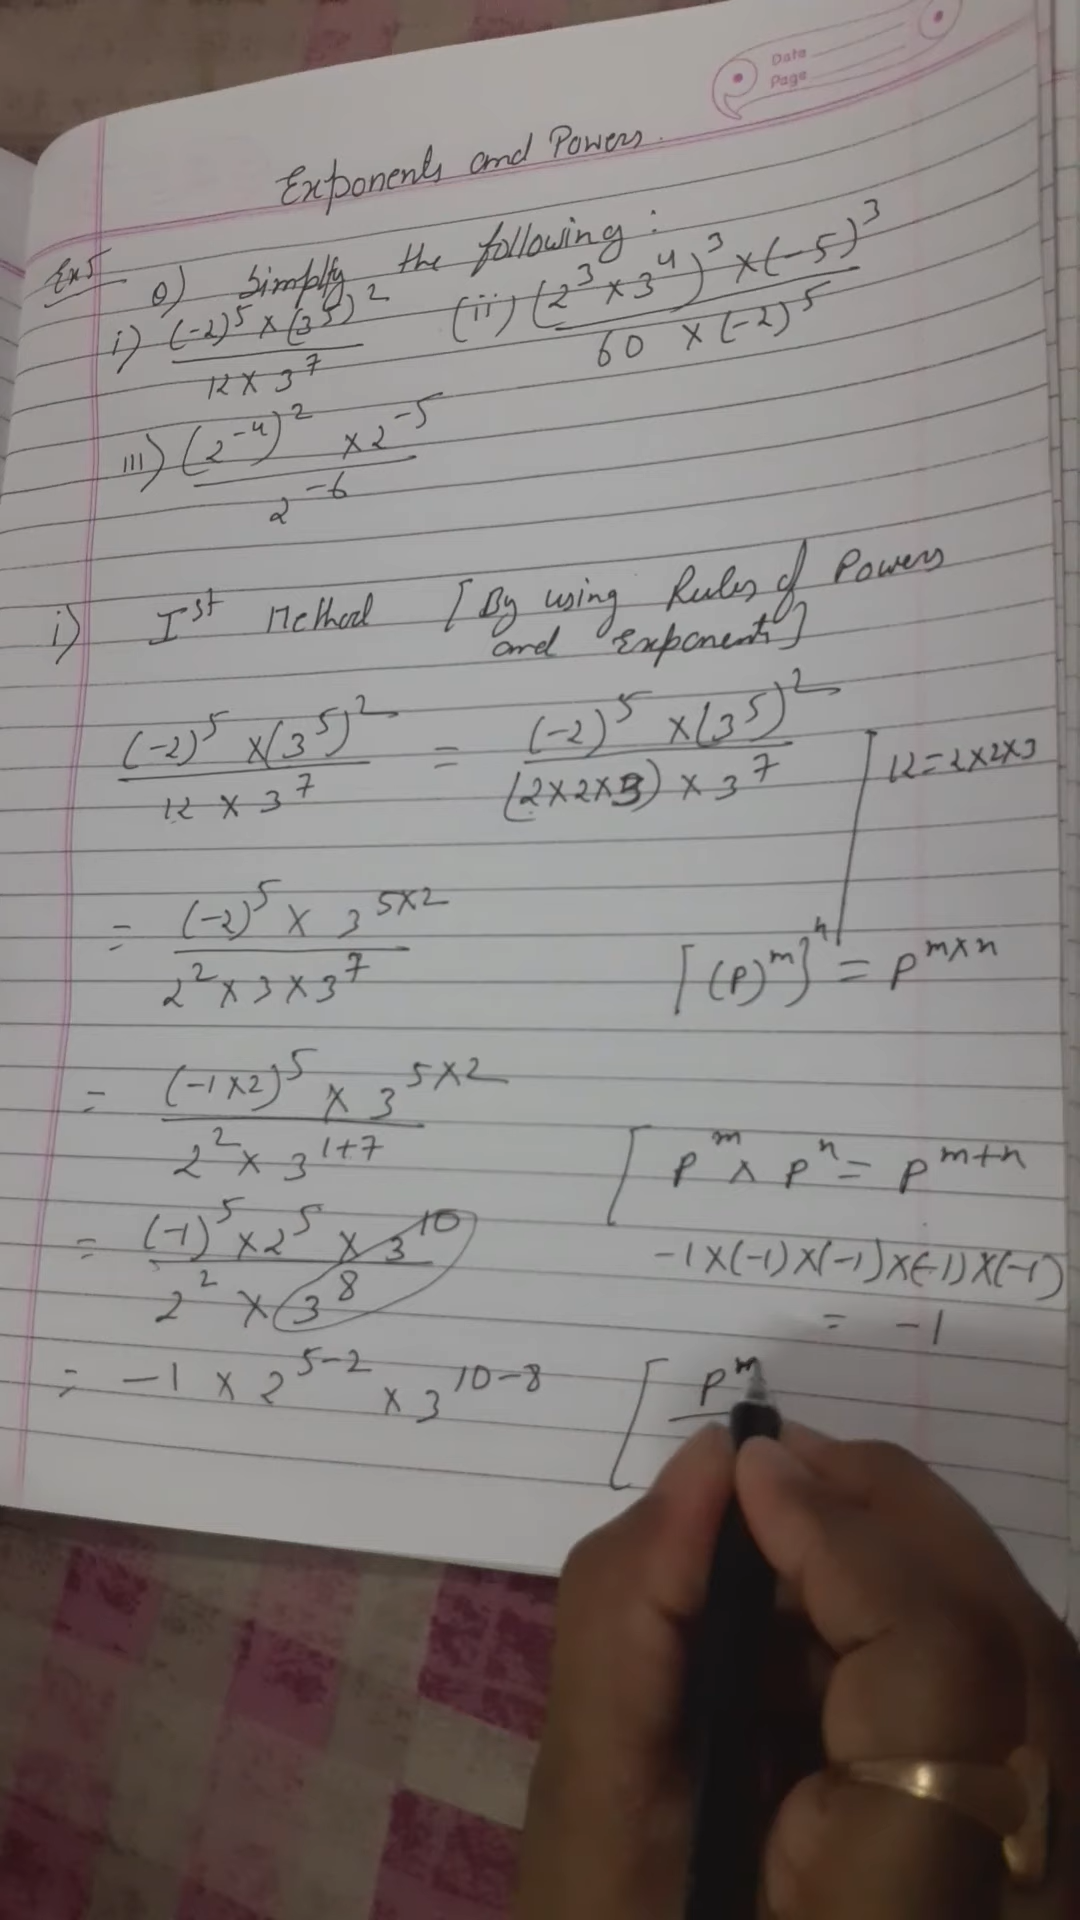 Data
Page
Exponents and Powers.
Ex 5 Q) Simplify the following:
i) (-2)^5 × (3^5)^2 / 12 × 3^7 (ii) (2^3 × 3^4)^3 × (-5)^3 / 60 × (-2)^5
iii) (2^-4)^2 × 2^-5 / 2^-6
i) Ist Method [By using Rules of Powers
and Exponents]
(-2)^5 × (3^5)^2 / 12 × 3^7 = (-2)^5 × (3^5)^2 / (2×2×3) × 3^7 [12 = 2×2×3
= (-2)^5 × 3^5×2 / 2^2 × 3 × 3^7 [(P)^m]^n = P^m×n
= (-1×2)^5 × 3^5×2 / 2^2 × 3^1+7 [P^m × P^n = P^m+n
= (-1)^5 × 2^5 × 3^10 / 2^2 × 3^8 -1×(-1)×(-1)×(-1)×(-1)
= -1
= -1 × 2^5-2 × 3^10-8 [P^m